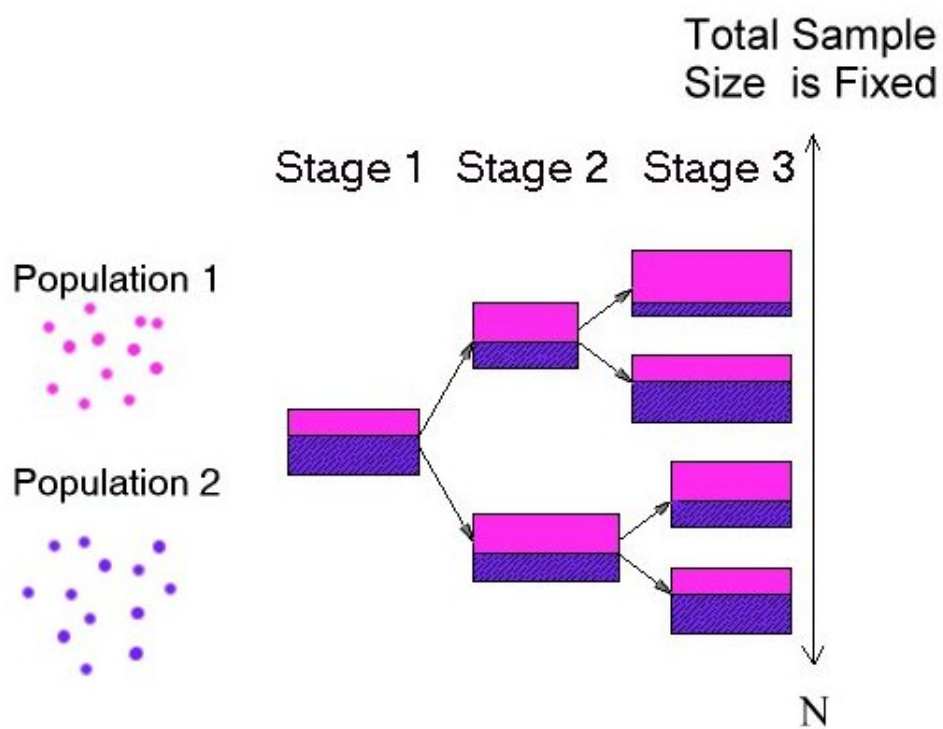 Total Sample
Size is Fixed
Stage 1 Stage 2 Stage 3
Population 1
Population 2
N